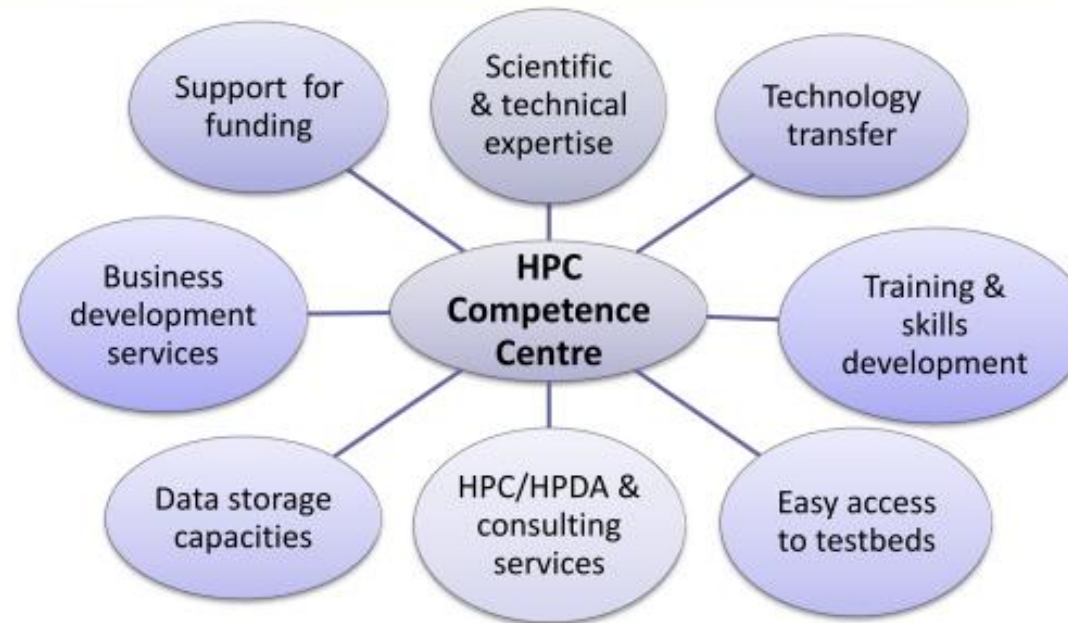 Support for
funding
Scientific
& technical
expertise
Technology
transfer
Business
development
services
HPC
Competence
Centre
Training &
skills
development
Data storage
capacities
HPC/HPDA &
consulting
services
Easy access
to testbeds